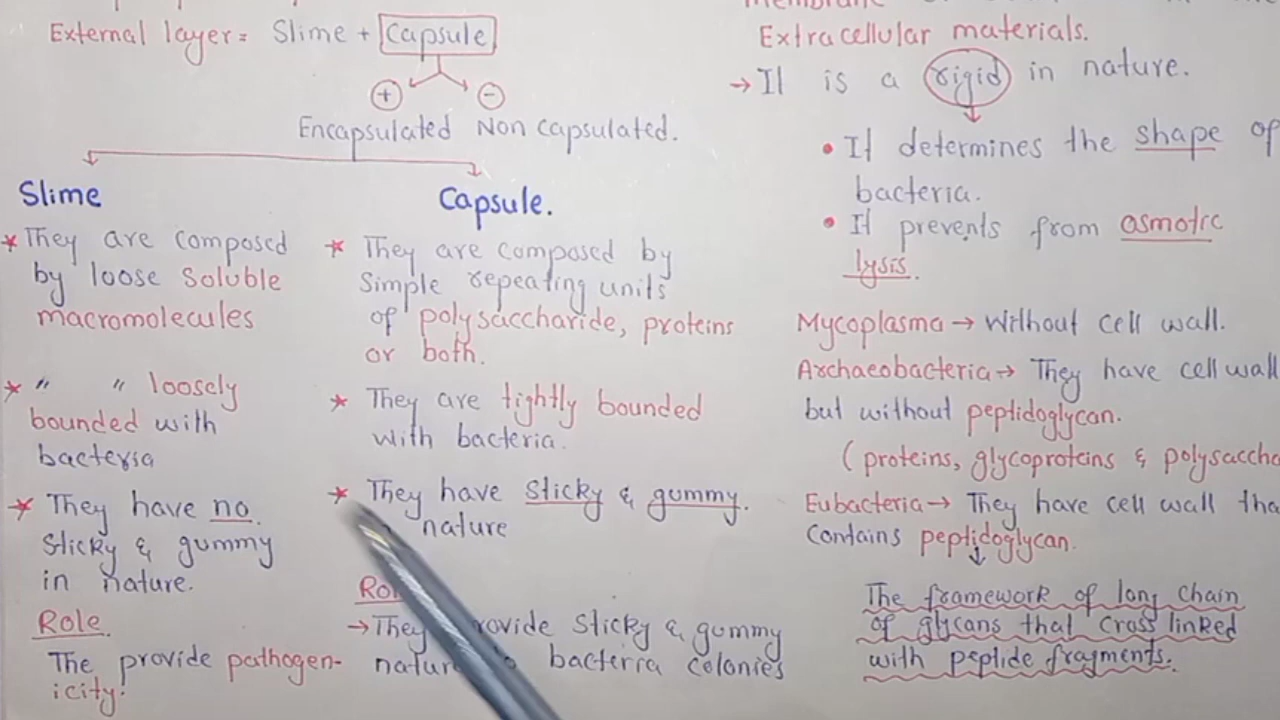 External layer = Slime + Capsule
+ -
Encapsulated Non capsulated.
Slime
* They are composed
by loose soluble
macromolecules
* " " loosely
bounded with
bacteria
* They have no
sticky & gummy
in nature.
Role
The provide pathogen-
icity.
Capsule.
* They are composed by
Simple repeating units
of polysaccharide, proteins
or both.
* They are tightly bounded
with bacteria.
* They have sticky & gummy.
nature
→ They provide sticky & gummy
bacteria colonies
Extracellular materials.
→ It is a rigid in nature.
• It determines the shape of
bacteria.
• It prevents from osmotic
lysis.
Mycoplasma → Without cell wall.
Archaeobacteria → They have cell wall
but without peptidoglycan.
(proteins, glycoproteins & polysaccha
Eubacteria → They have cell wall tha
Contains peptidoglycan.
The framework of long chain
of glycans that cross linked
with peptide fragments.